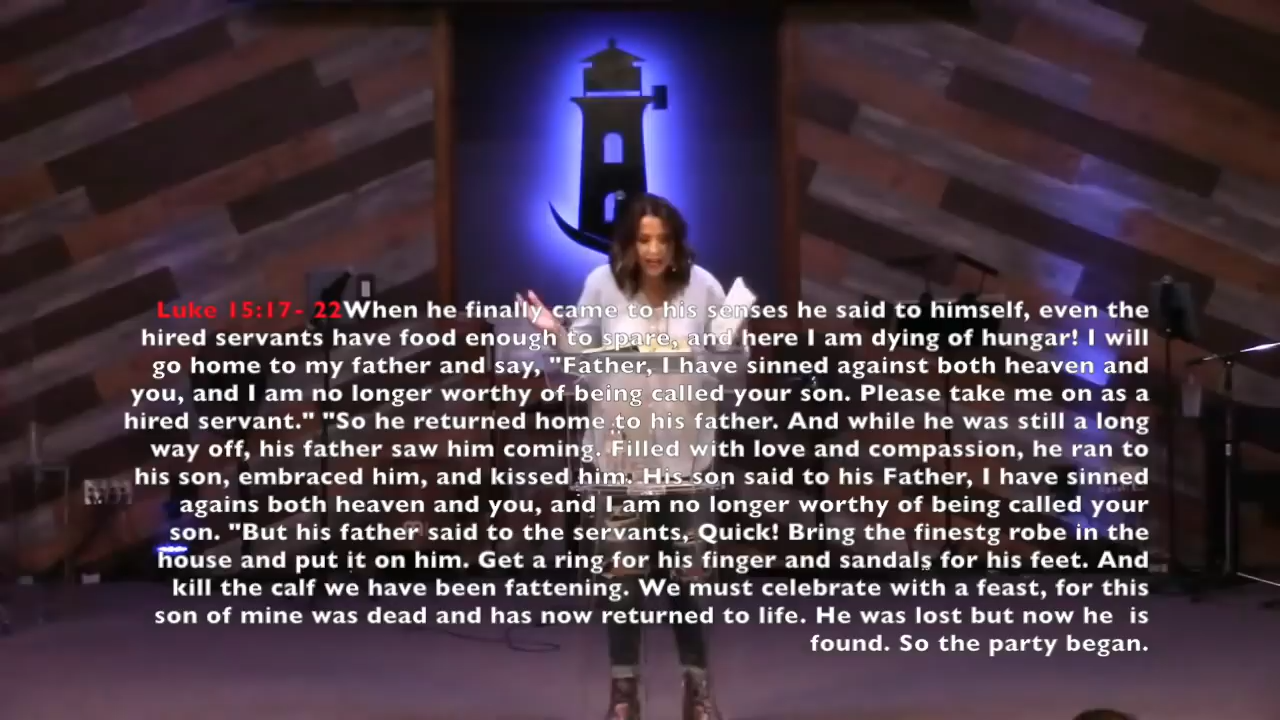 Luke 15:17- 22When he finally came to his senses he said to himself, even the
hired servants have food enough to spare, and here I am dying of hungar! I will
go home to my father and say, "Father, I have sinned against both heaven and
you, and I am no longer worthy of being called your son. Please take me on as a
hired servant." "So he returned home to his father. And while he was still a long
way off, his father saw him coming. Filled with love and compassion, he ran to
his son, embraced him, and kissed him. His son said to his Father, I have sinned
agains both heaven and you, and I am no longer worthy of being called your
son. "But his father said to the servants, Quick! Bring the finestg robe in the
house and put it on him. Get a ring for his finger and sandals for his feet. And
kill the calf we have been fattening. We must celebrate with a feast, for this
son of mine was dead and has now returned to life. He was lost but now he  is
found. So the party began.